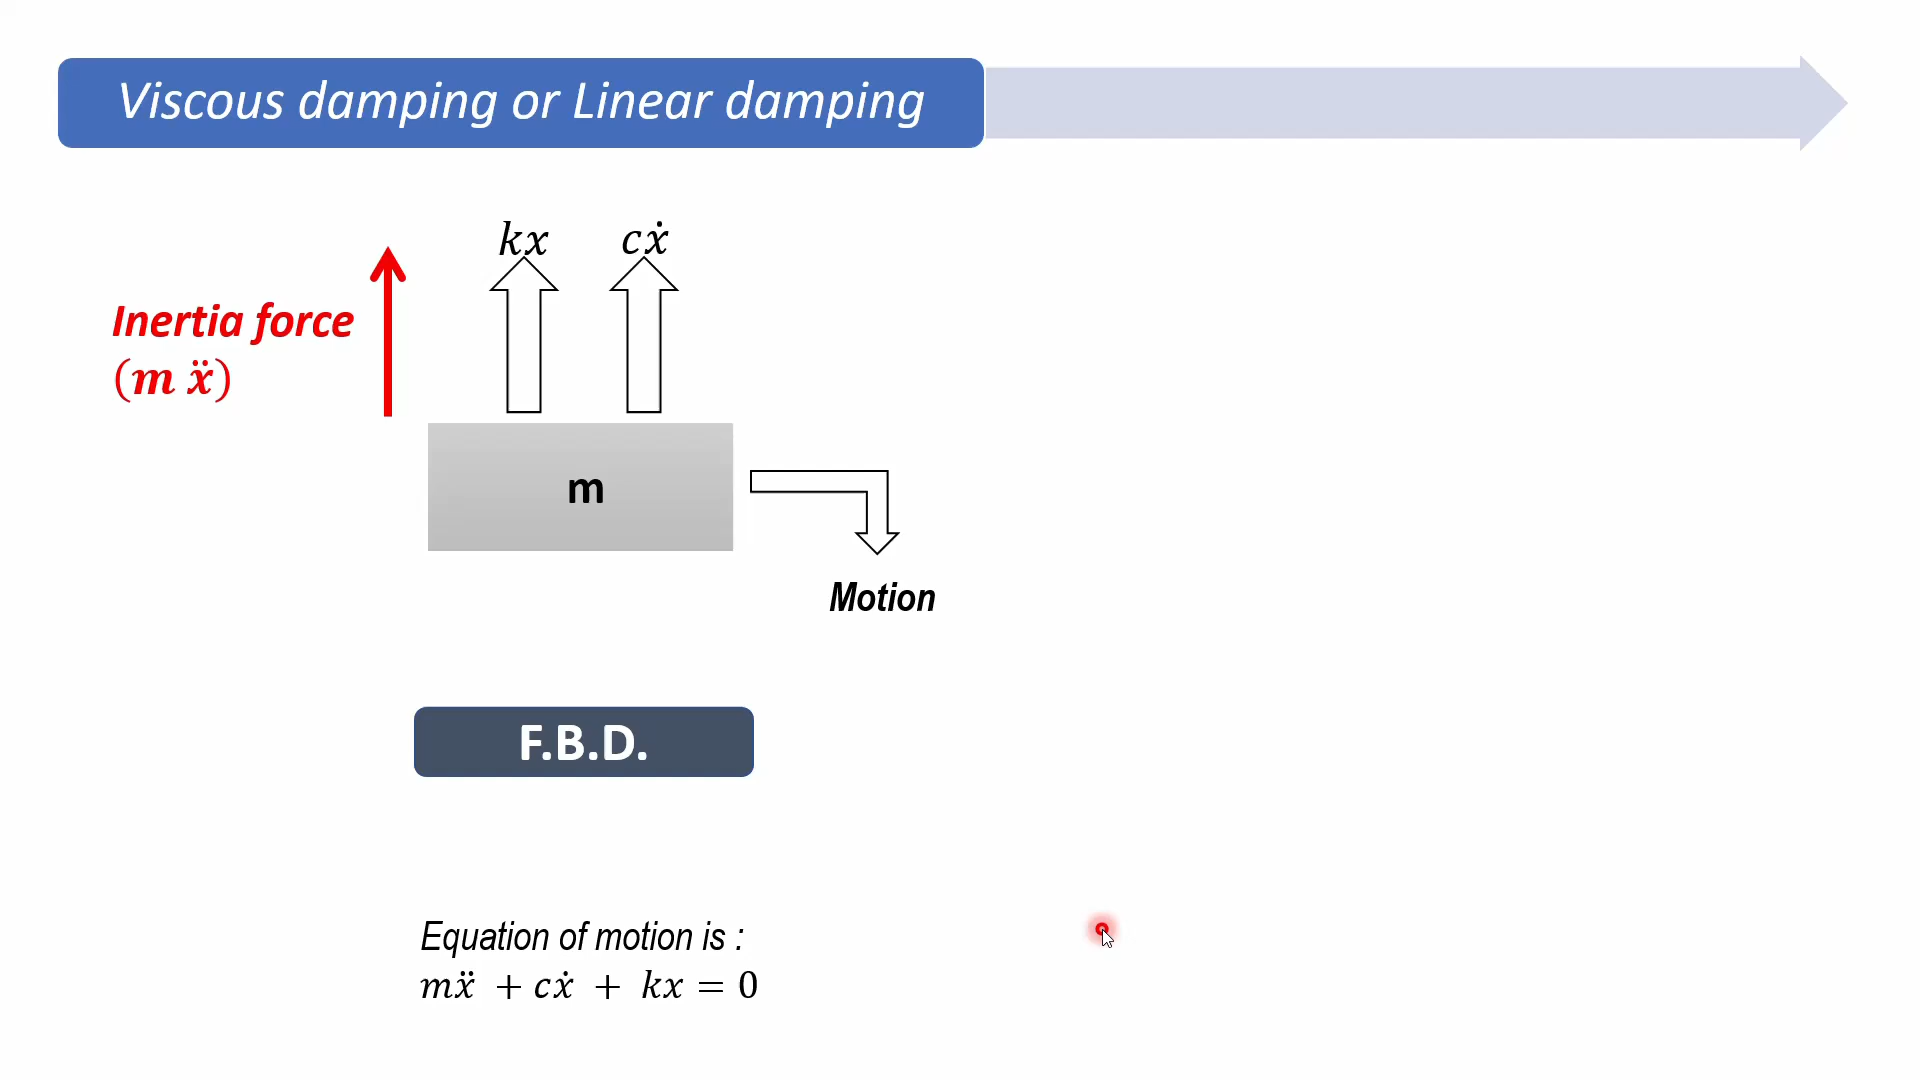 Viscous damping or Linear damping
kx
cẋ
Inertia force
(m ẍ)
m
Motion
F.B.D.
Equation of motion is :
mẍ + cẋ + kx = 0